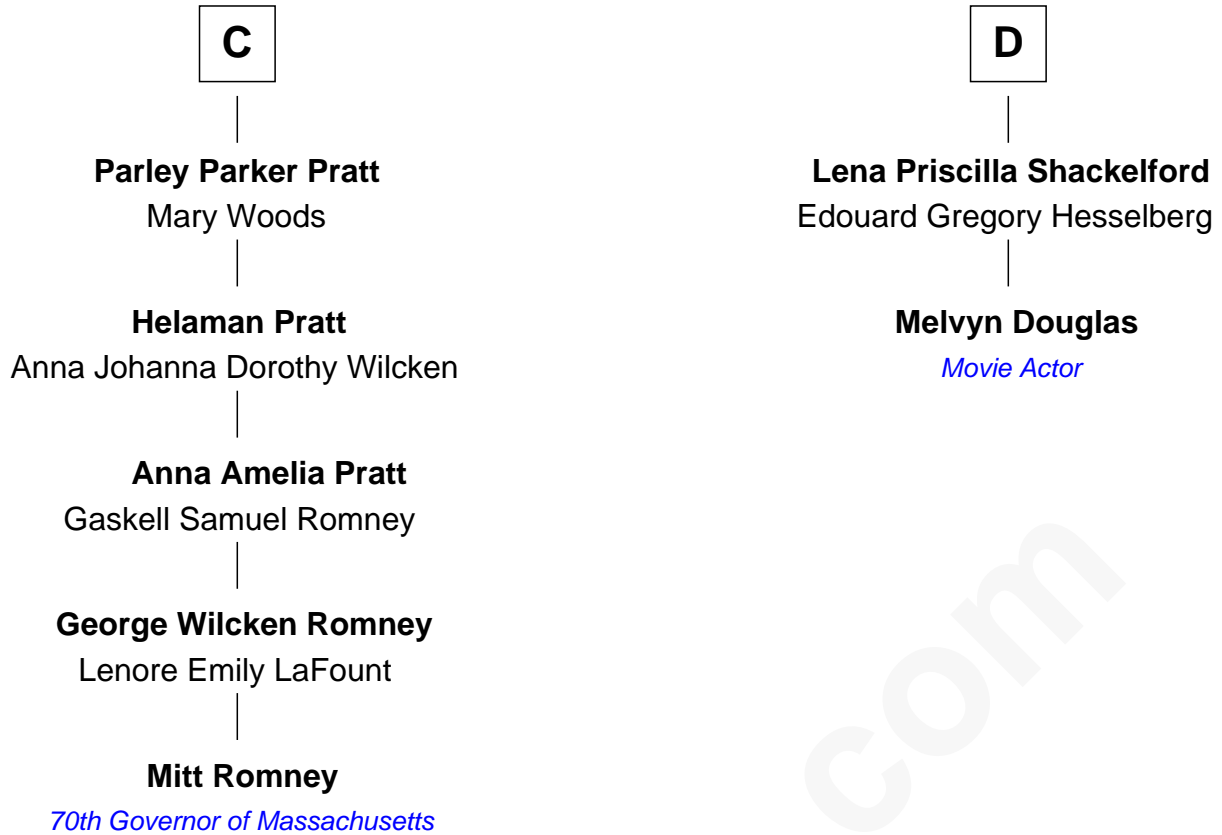 C
Parley Parker Pratt
Mary Woods
Helaman Pratt
Anna Johanna Dorothy Wilcken
Anna Amelia Pratt
Gaskell Samuel Romney
George Wilcken Romney
Lenore Emily LaFount
Mitt Romney
70th Governor of Massachusetts
D
Lena Priscilla Shackelford
Edouard Gregory Hesselberg
Melvyn Douglas
Movie Actor
com